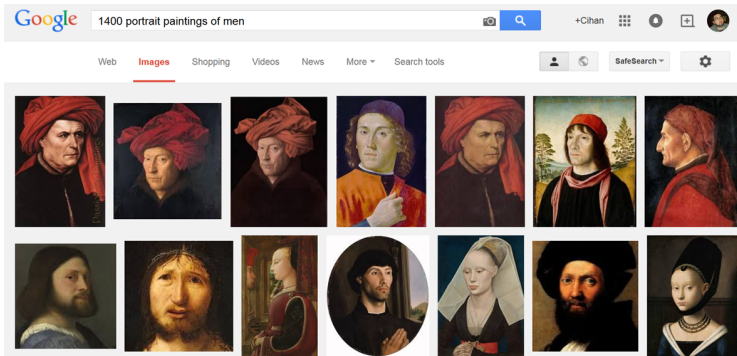 Google
1400 portrait paintings of men
+Cihan
Web Images Shopping Videos News More Search tools
SafeSearch